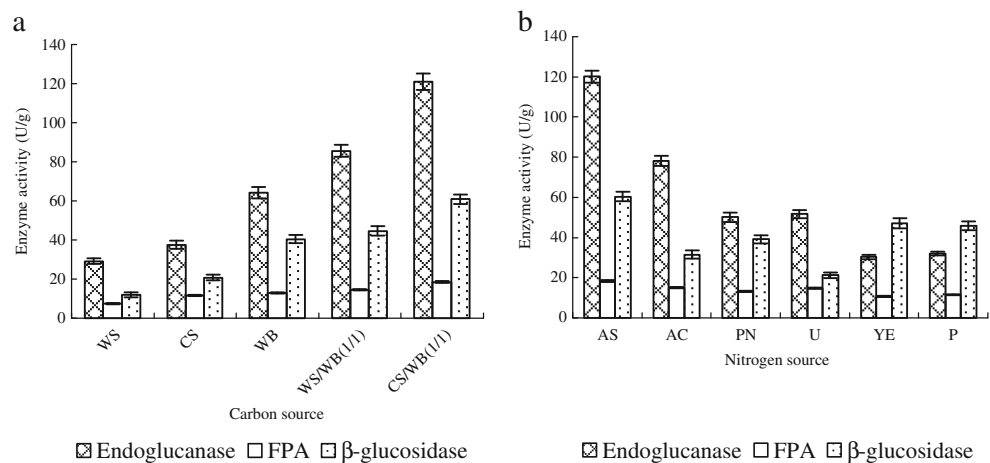 a
140
120
100
80
60
40
20
0
Enzyme activity (U/g)
WS
CS
WB
WS/WB(1/1)
CS/WB(1/1)
Carbon source
Endoglucanase FPA β-glucosidase
b
140
120
100
80
60
40
20
0
Enzyme activity (U/g)
AS AC PN U YE P
Nitrogen source
Endoglucanase FPA β-glucosidase